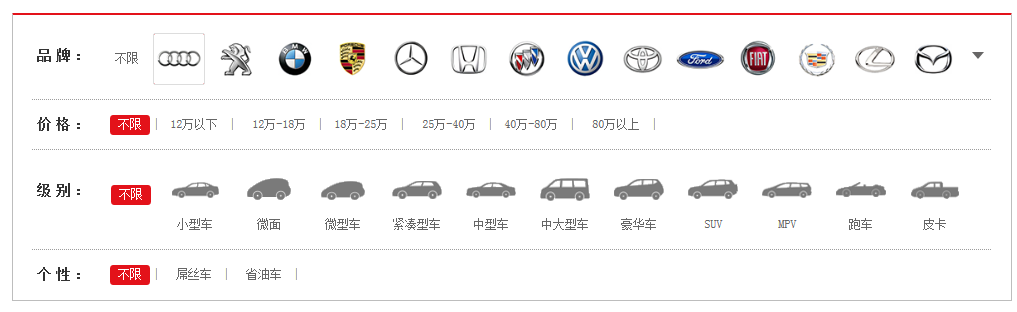 品牌： 不限 BMW Ford FIAT
价格： 不限 | 12万以下 | 12万-18万 | 18万-25万 | 25万-40万 | 40万-80万 | 80万以上 |
级别： 不限
小型车 微面 微型车 紧凑型车 中型车 中大型车 豪华车 SUV MPV 跑车 皮卡
个性： 不限 | 屌丝车 | 省油车 |